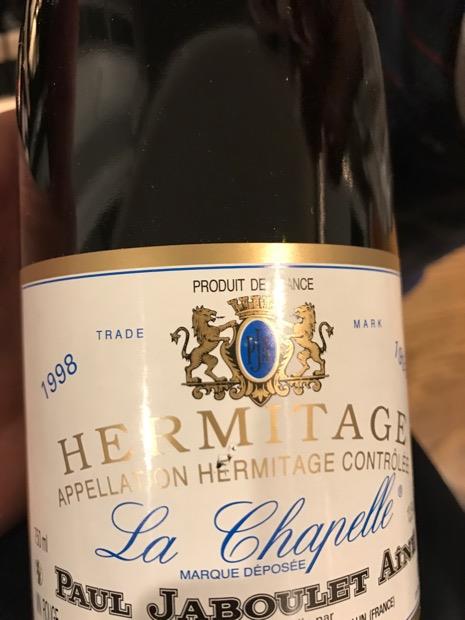 PRODUIT DE FRANCE
TRADE MARK
1998
HERMITAGE
APPELLATION HERMITAGE CONTRÔLÉE
La Chapelle ®
MARQUE DÉPOSÉE
750 ml
PAUL JABOULET AÎNÉ
(FRANCE)